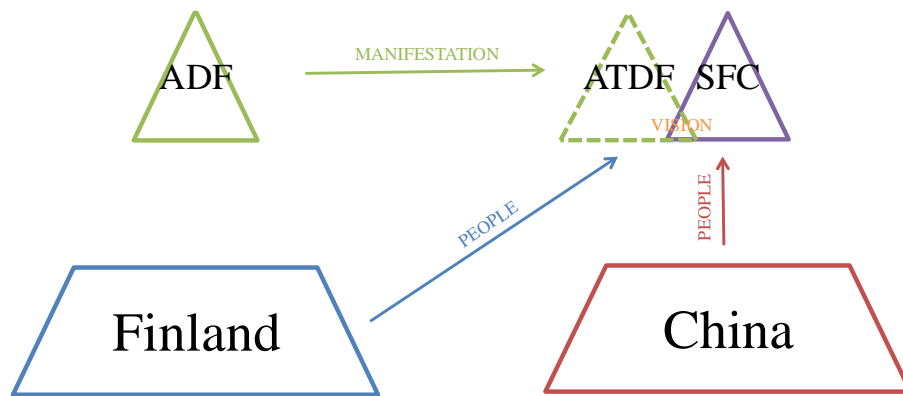 MANIFESTATION
ADF
ATDF
SFC
VISION
PEOPLE
PEOPLE
Finland
China